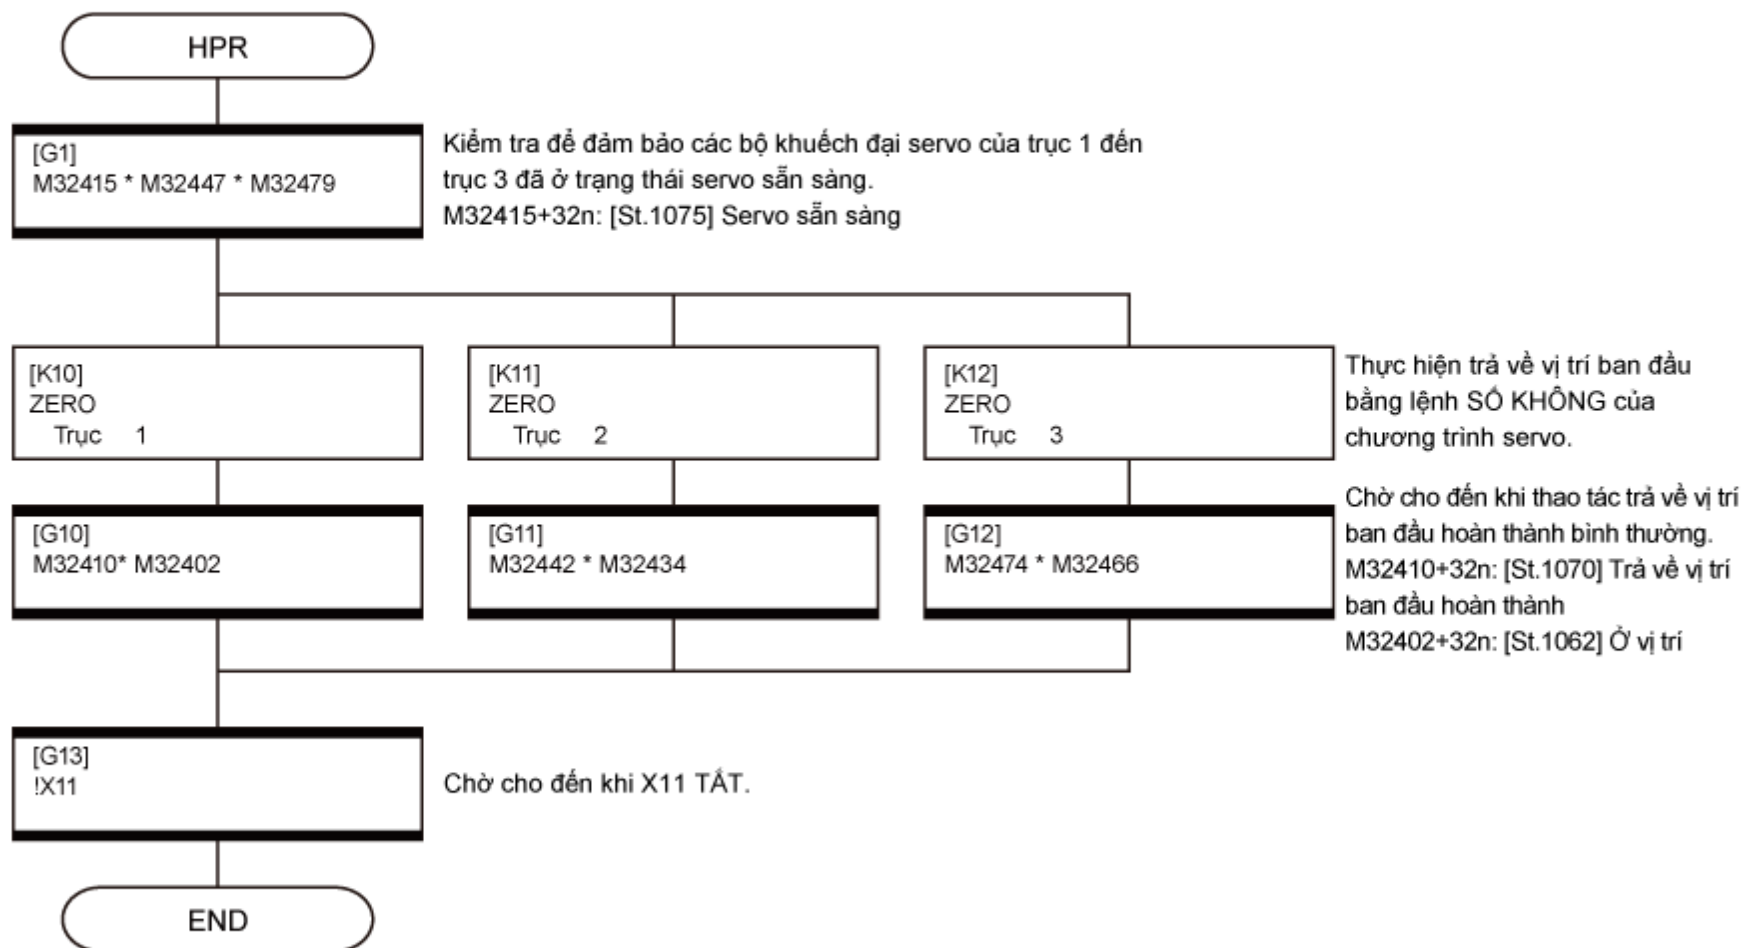 HPR
[G1]
M32415 * M32447 * M32479
Kiểm tra để đảm bảo các bộ khuếch đại servo của trục 1 đến
trục 3 đã ở trạng thái servo sẵn sàng.
M32415+32n: [St.1075] Servo sẵn sàng
[K10]
ZERO
Trục 1
[K11]
ZERO
Trục 2
[K12]
ZERO
Trục 3
Thực hiện trả về vị trí ban đầu
bằng lệnh SỐ KHÔNG của
chương trình servo.
[G10]
M32410* M32402
[G11]
M32442 * M32434
[G12]
M32474 * M32466
Chờ cho đến khi thao tác trả về vị trí
ban đầu hoàn thành bình thường.
M32410+32n: [St.1070] Trả về vị trí
ban đầu hoàn thành
M32402+32n: [St.1062] Ở vị trí
[G13]
!X11
Chờ cho đến khi X11 TẮT.
END